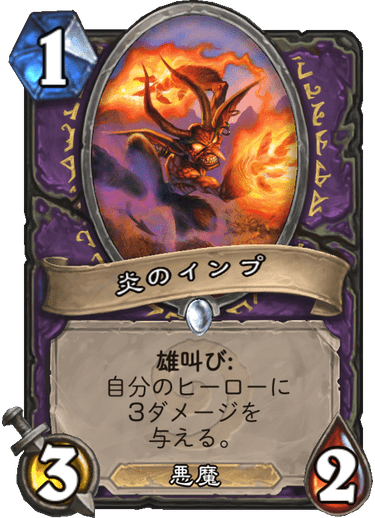 1
炎のインプ
雄叫び:
自分のヒーローに
3ダメージを
与える。
3
悪魔
2